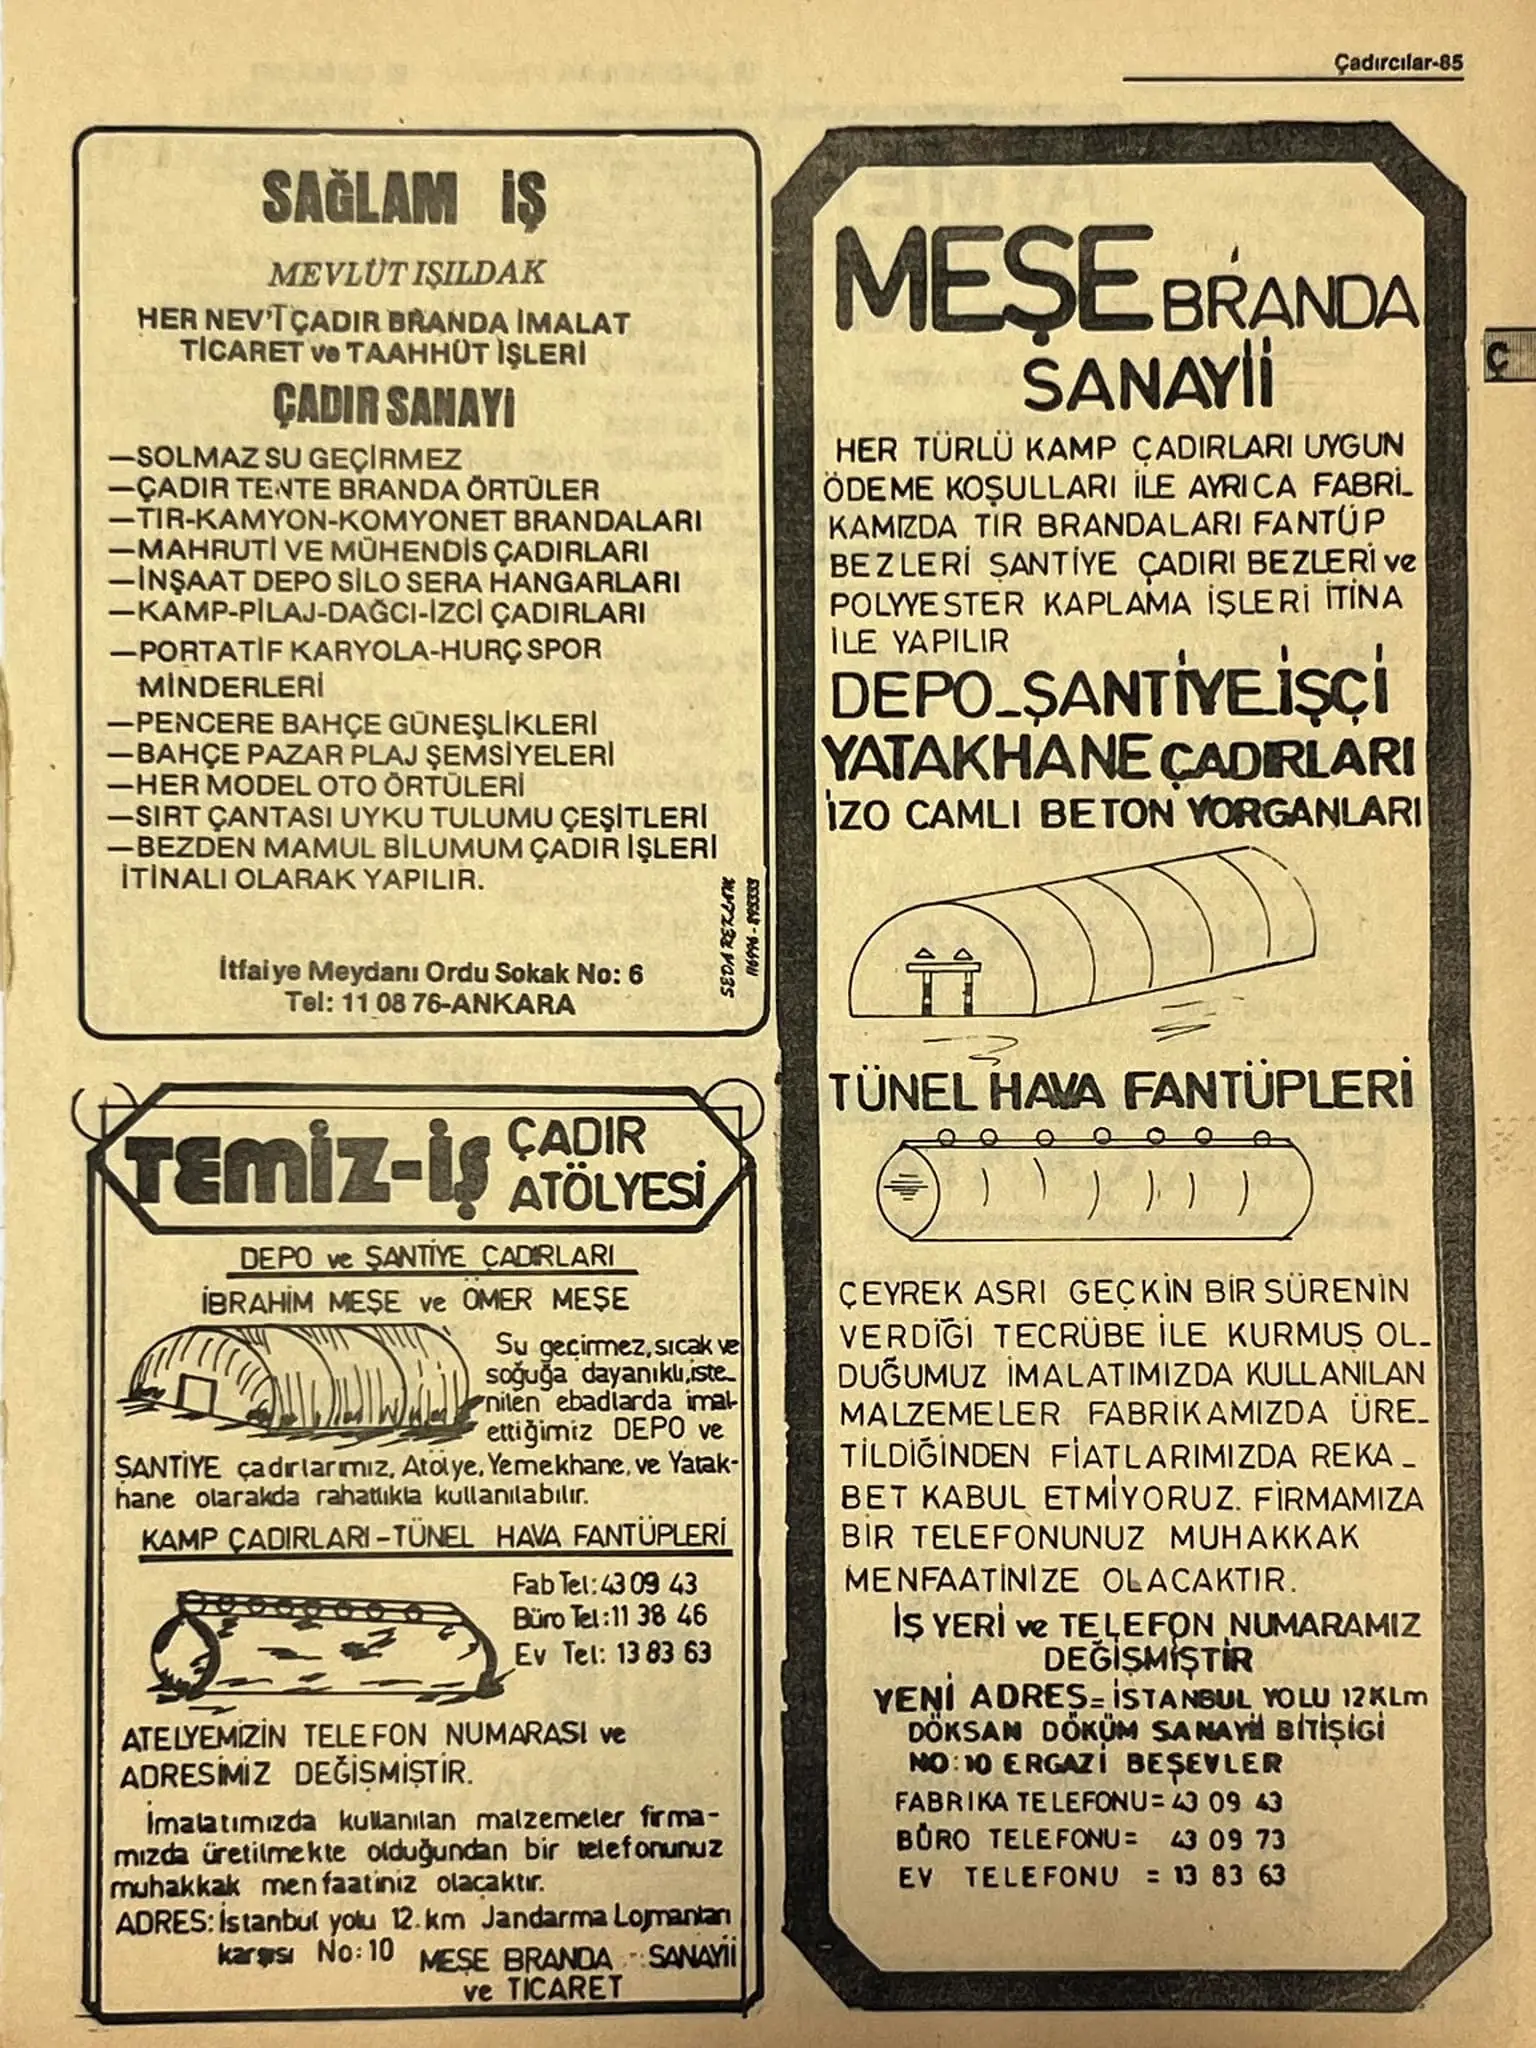 Çadırcılar-85
SAĞLAM İŞ
MEVLÜT IŞILDAK
HER NEV'İ ÇADIR BRANDA İMALAT
TİCARET ve TAAHHÜT İŞLERİ
ÇADIR SANAYİ
—SOLMAZ SU GEÇİRMEZ
—ÇADIR TENTE BRANDA ÖRTÜLER
—TIR-KAMYON-KOMYONET BRANDALARI
—MAHRUTİ VE MÜHENDİS ÇADIRLARI
—İNŞAAT DEPO SİLO SERA HANGARLARI
—KAMP-PİLAJ-DAĞCI-İZCİ ÇADIRLARI
—PORTATİF KARYOLA-HURÇ SPOR
MİNDERLERİ
—PENCERE BAHÇE GÜNEŞLİKLERİ
—BAHÇE PAZAR PLAJ ŞEMSİYELERİ
—HER MODEL OTO ÖRTÜLERİ
—SIRT ÇANTASI UYKU TULUMU ÇEŞİTLERİ
—BEZDEN MAMUL BİLUMUM ÇADIR İŞLERİ
İTİNALI OLARAK YAPILIR.
SEDA REKLAM
116996 - 895333
İtfaiye Meydanı Ordu Sokak No: 6
Tel: 11 08 76-ANKARA
TEMİZ-İŞ
ÇADIR
ATÖLYESİ
DEPO ve ŞANTİYE ÇADIRLARI
İBRAHİM MEŞE ve ÖMER MEŞE
Su geçirmez, sıcak ve
soğuğa dayanıklı, iste_
nilen ebadlarda imal-
ettiğimiz DEPO ve
ŞANTİYE çadırlarımız, Atölye, Yemekhane, ve Yatak-
hane olarakda rahatlıkla kullanılabilir.
KAMP ÇADIRLARI-TÜNEL HAVA FANTÜPLERİ
Fab Tel: 43 09 43
Büro Tel: 11 38 46
Ev Tel: 13 83 63
ATELYEMİZİN TELEFON NUMARASI ve
ADRESİMİZ DEĞİŞMİŞTİR.
İmalatımızda kullanılan malzemeler firma-
mızda üretilmekte olduğundan bir telefonunuz
muhakkak menfaatiniz olacaktır.
ADRES: İstanbul yolu 12. km Jandarma Lojmanları
karşısı No: 10 MEŞE BRANDA SANAYİİ
ve TİCARET
MEŞE BRANDA
SANAYİİ
HER TÜRLÜ KAMP ÇADIRLARI UYGUN
ÖDEME KOŞULLARI İLE AYRICA FABRİ_
KAMIZDA TIR BRANDALARI FANTÜP
BEZLERİ ŞANTİYE ÇADIRI BEZLERİ ve
POLYYESTER KAPLAMA İŞLERİ İTİNA
İLE YAPILIR
DEPO_ŞANTİYE_İŞÇİ
YATAKHANE ÇADIRLARI
İZO CAMLI BETON YORGANLARI
TÜNEL HAVA FANTÜPLERİ
ÇEYREK ASRI GEÇKİN BİR SÜRENİN
VERDİĞİ TECRÜBE İLE KURMUŞ OL_
DUĞUMUZ İMALATIMIZDA KULLANILAN
MALZEMELER FABRİKAMIZDA ÜRE_
TİLDİĞİNDEN FİATLARIMIZDA REKA_
BET KABUL ETMİYORUZ. FİRMAMIZA
BİR TELEFONUNUZ MUHAKKAK
MENFAATİNİZE OLACAKTIR.
İŞ YERİ ve TELEFON NUMARAMIZ
DEĞİŞMİŞTİR
YENİ ADRES= İSTANBUL YOLU 12KLm
DÖKSAN DÖKÜM SANAYİİ BİTİŞİĞİ
NO: 10 ERGAZİ BEŞEVLER
FABRİKA TELEFONU= 43 09 43
BÜRO TELEFONU= 43 09 73
EV TELEFONU = 13 83 63
Ç